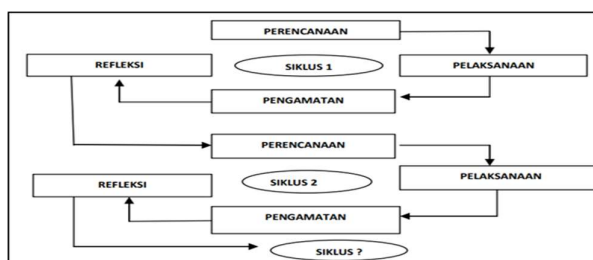 PERENCANAAN
REFLEKSI
SIKLUS 1
PELAKSANAAN
PENGAMATAN
PERENCANAAN
REFLEKSI
SIKLUS 2
PELAKSANAAN
PENGAMATAN
SIKLUS ?